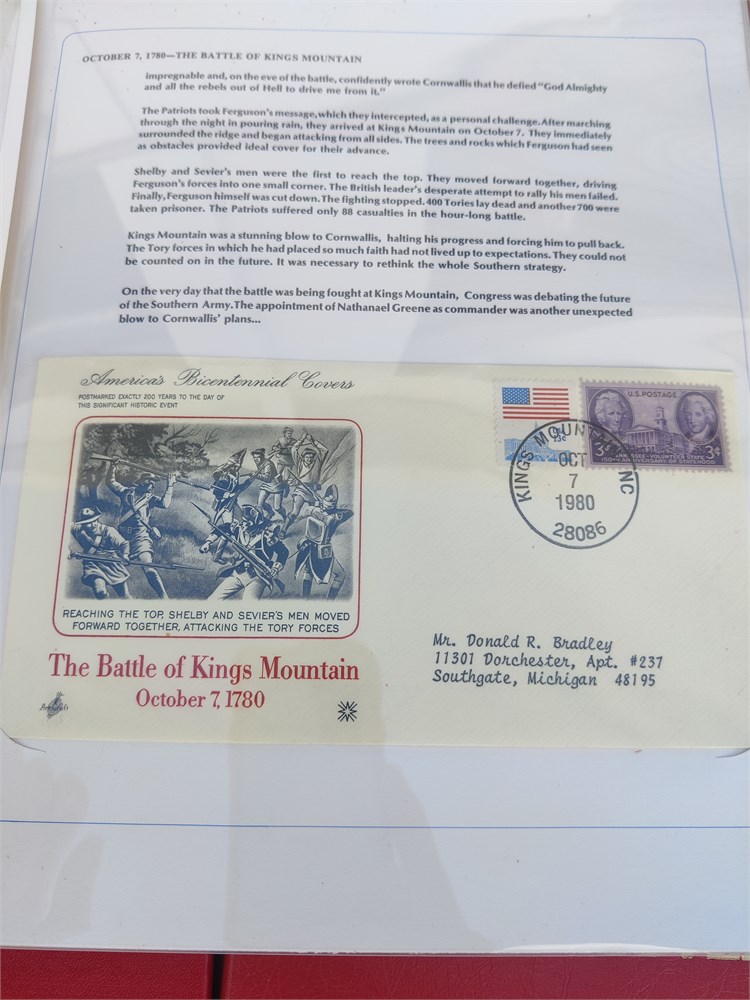 OCTOBER 7, 1780—THE BATTLE OF KINGS MOUNTAIN
impregnable and, on the eve of the battle, confidently wrote Cornwallis that he defied "God Almighty
and all the rebels out of Hell to drive me from it."
The Patriots took Ferguson's message, which they intercepted, as a personal challenge. After marching
through the night in pouring rain, they arrived at Kings Mountain on October 7. They immediately
surrounded the ridge and began attacking from all sides. The trees and rocks which Ferguson had seen
as obstacles provided ideal cover for their advance.
Shelby and Sevier's men were the first to reach the top. They moved forward together, driving
Ferguson's forces into one small corner. The British leader's desperate attempt to rally his men failed.
Finally, Ferguson himself was cut down. The fighting stopped. 400 Tories lay dead and another 700 were
taken prisoner. The Patriots suffered only 88 casualties in the hour-long battle.
Kings Mountain was a stunning blow to Cornwallis, halting his progress and forcing him to pull back.
The Tory forces in which he had placed so much faith had not lived up to expectations. They could not
be counted on in the future. It was necessary to rethink the whole Southern strategy.
On the very day that the battle was being fought at Kings Mountain, Congress was debating the future
of the Southern Army. The appointment of Nathanael Greene as commander was another unexpected
blow to Cornwallis' plans...
America's Bicentennial Covers
POSTMARKED EXACTLY 200 YEARS TO THE DAY OF
THIS SIGNIFICANT HISTORIC EVENT
13c
U.S. POSTAGE
3¢ 3¢
VOLUNTEER STATE
ANNIVERSARY OF STATEHOOD
KINGS MOUNTAIN NC
OCT
7
1980
28086
REACHING THE TOP, SHELBY AND SEVIER'S MEN MOVED
FORWARD TOGETHER, ATTACKING THE TORY FORCES
The Battle of Kings Mountain
October 7, 1780
Mr. Donald R. Bradley
11301 Dorchester, Apt. #237
Southgate, Michigan 48195